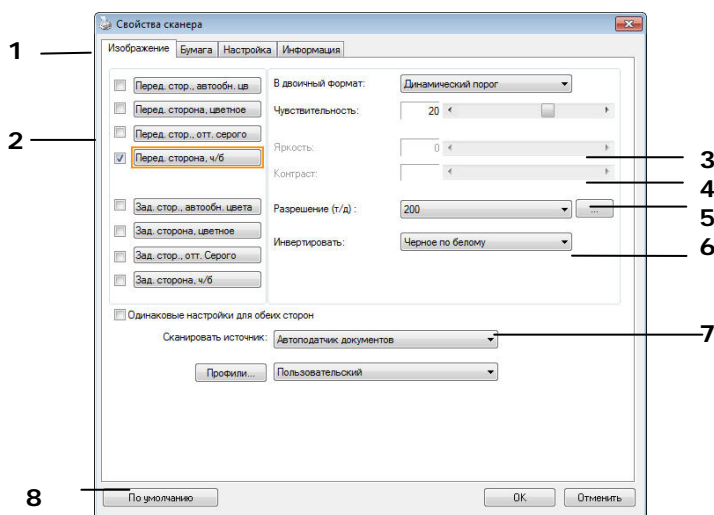 Свойства сканера
1
Изображение Бумага Настройка Информация
Перед. стор., автообн. цв
Перед. сторона, цветное
2
Перед. стор., отт. серого
Перед. сторона, ч/б
Зад. стор., автообн. цвета
Зад. сторона, цветное
Зад. стор., отт. Серого
Зад. сторона, ч/б
В двоичный формат: Динамический порог
Чувствительность: 20
Яркость: 0
3
Контраст:
4
Разрешение (т/д) : 200 ...
5
Инвертировать: Черное по белому
6
Одинаковые настройки для обеих сторон
Сканировать источник: Автоподатчик документов
7
Профили... Пользовательский
8
По умолчанию OK Отменить